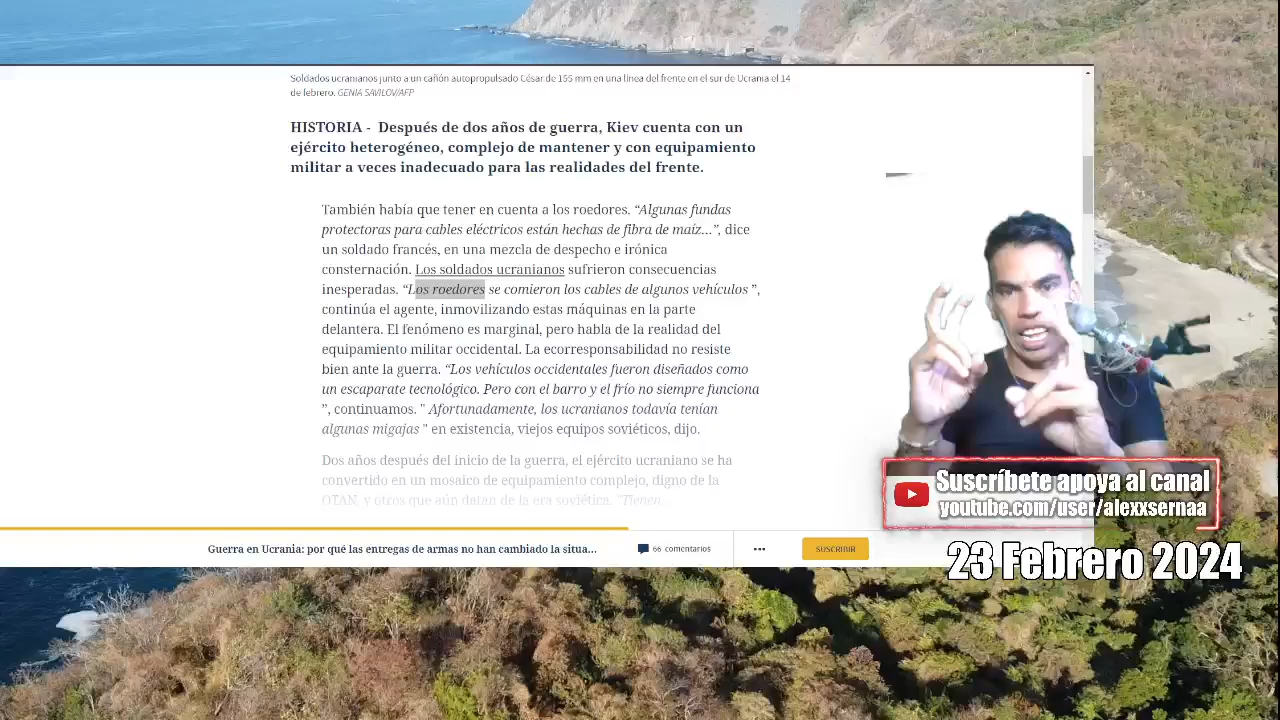 Soldados ucranianos junto a un cañón autopropulsado César de 155 mm en una línea del frente en el sur de Ucrania el 14
de febrero. GENIA SAVILOV/AFP
HISTORIA - Después de dos años de guerra, Kiev cuenta con un
ejército heterogéneo, complejo de mantener y con equipamiento
militar a veces inadecuado para las realidades del frente.
También había que tener en cuenta a los roedores. “Algunas fundas
protectoras para cables eléctricos están hechas de fibra de maíz...”, dice
un soldado francés, en una mezcla de despecho e irónica
consternación. Los soldados ucranianos sufrieron consecuencias
inesperadas. “Los roedores se comieron los cables de algunos vehículos ”,
continúa el agente, inmovilizando estas máquinas en la parte
delantera. El fenómeno es marginal, pero habla de la realidad del
equipamiento militar occidental. La ecorresponsabilidad no resiste
bien ante la guerra. “Los vehículos occidentales fueron diseñados como
un escaparate tecnológico. Pero con el barro y el frío no siempre funciona
”, continuamos. " Afortunadamente, los ucranianos todavía tenían
algunas migajas " en existencia, viejos equipos soviéticos, dijo.
Dos años después del inicio de la guerra, el ejército ucraniano se ha
convertido en un mosaico de equipamiento complejo, digno de la
OTAN, y otros que aún datan de la era soviética. "Tienen...
Guerra en Ucrania: por qué las entregas de armas no han cambiado la situa...
66 comentarios
SUSCRIBIR
Suscríbete apoya al canal
youtube.com/user/alexxsernaa
23 Febrero 2024